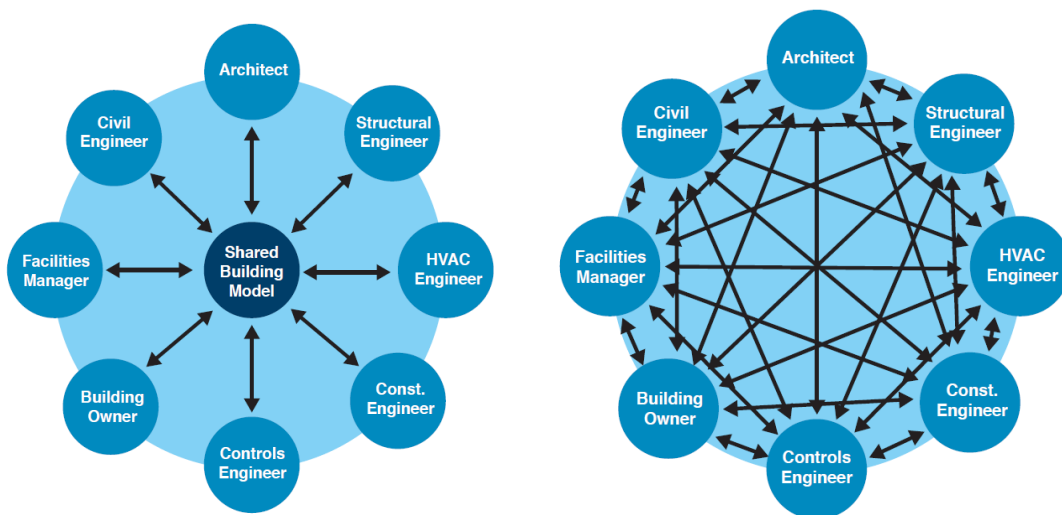 Architect
Civil
Engineer
Structural
Engineer
Facilities
Manager
Shared
Building
Model
HVAC
Engineer
Building
Owner
Const.
Engineer
Controls
Engineer
Architect
Civil
Engineer
Structural
Engineer
Facilities
Manager
HVAC
Engineer
Building
Owner
Const.
Engineer
Controls
Engineer